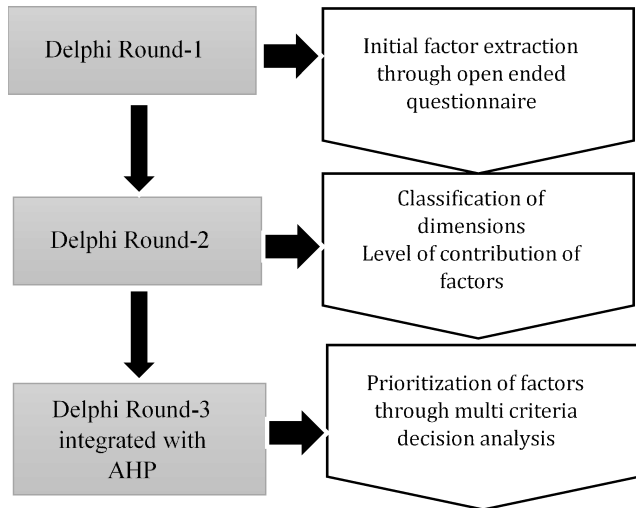 Delphi Round-1
Initial factor extraction
through open ended
questionnaire
Delphi Round-2
Classification of
dimensions
Level of contribution of
factors
Delphi Round-3
integrated with
AHP
Prioritization of factors
through multi criteria
decision analysis